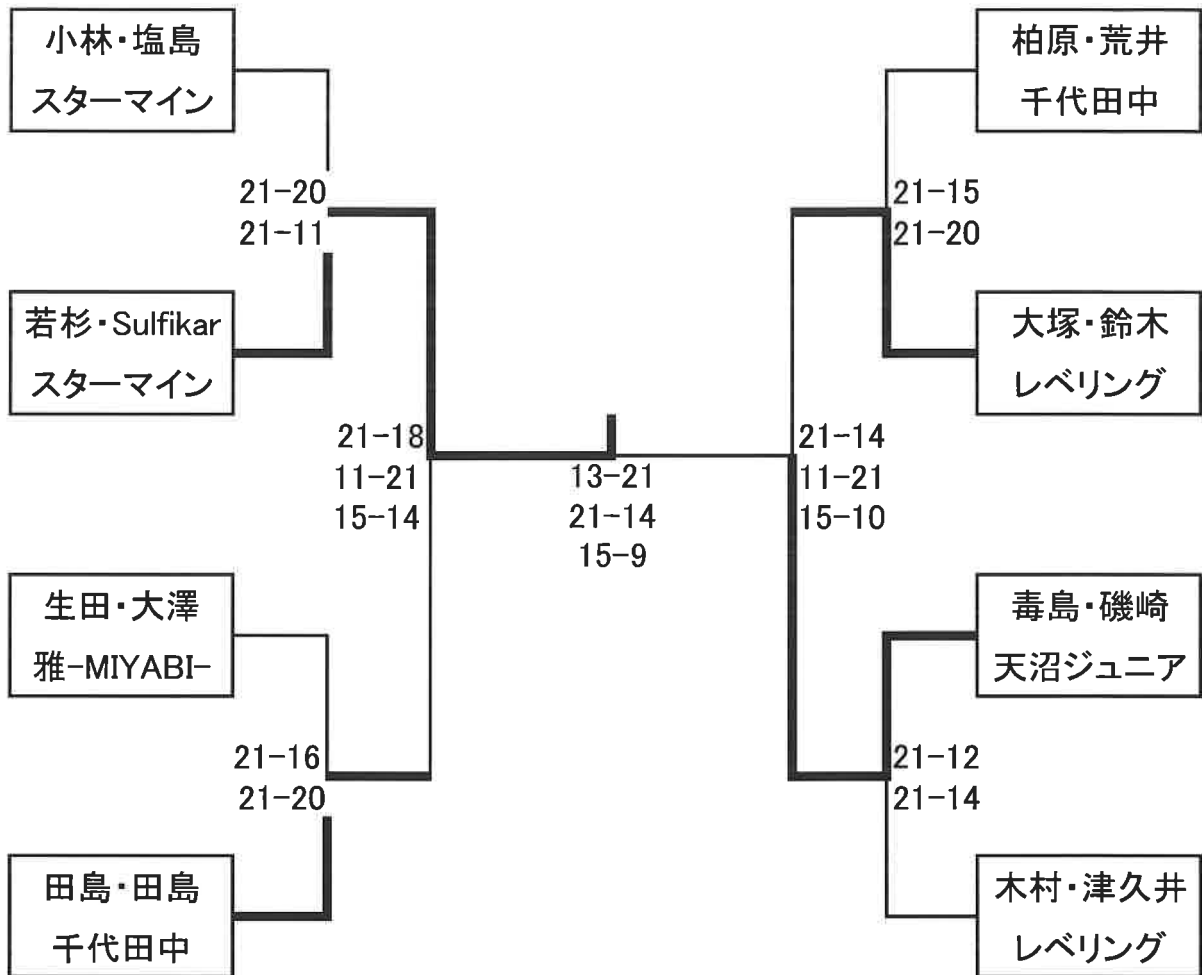 小林・塩島
スターマイン
21-20
21-11
若杉・Sulfikar
スターマイン
21-18
11-21
15-14
生田・大澤
雅-MIYABI-
21-16
21-20
田島・田島
千代田中
13-21
21-14
15-9
柏原・荒井
千代田中
21-15
21-20
大塚・鈴木
レベリング
21-14
11-21
15-10
毒島・磯崎
天沼ジュニア
21-12
21-14
木村・津久井
レベリング